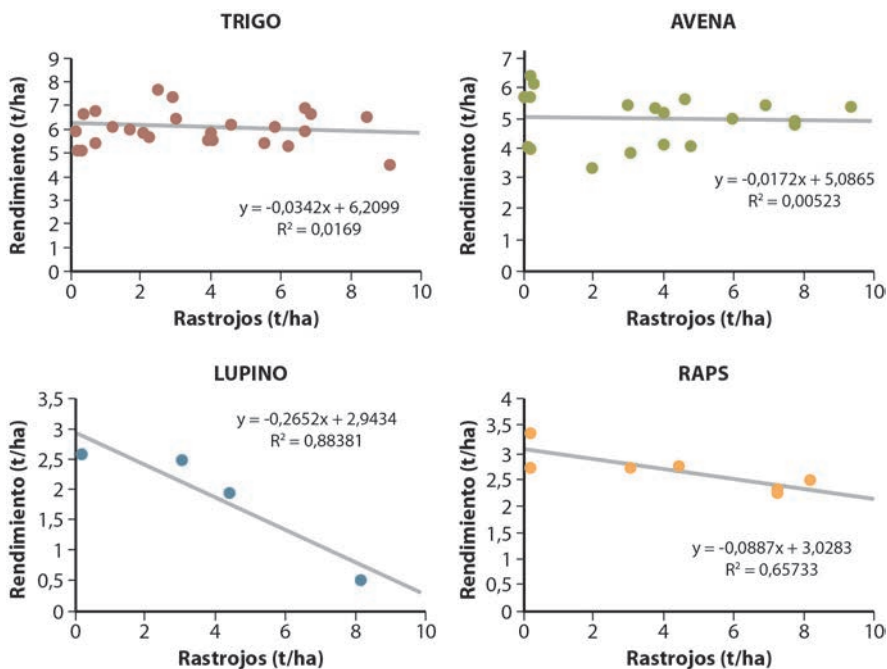 TRIGO
Rendimiento (t/ha)
9
8
7
6
5
4
3
2
1
0
y = -0,0342x + 6,2099
R² = 0,0169
0 2 4 6 8 10
Rastrojos (t/ha)
AVENA
Rendimiento (t/ha)
7
6
5
4
3
2
1
0
y = -0,0172x + 5,0865
R² = 0,00523
0 2 4 6 8 10
Rastrojos (t/ha)
LUPINO
Rendimiento (t/ha)
3,5
3
2,5
2
1,5
1
0,5
0
y = -0,2652x + 2,9434
R² = 0,88381
0 2 4 6 8 10
Rastrojos (t/ha)
RAPS
Rendimiento (t/ha)
4
3,5
3
2,5
2
1,5
1
0,5
0
y = -0,0887x + 3,0283
R² = 0,65733
0 2 4 6 8 10
Rastrojos (t/ha)